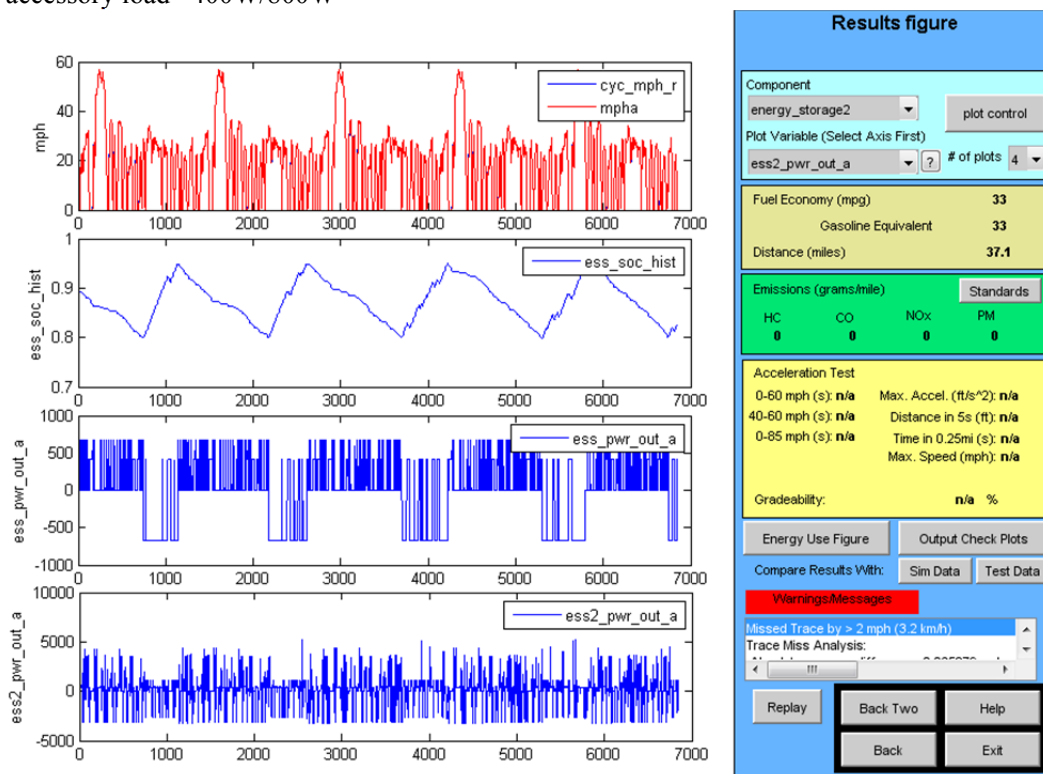 accessory load 400W/800W
Results figure
60
40
20
0
mph
cyc_mph_r
mpha
0 1000 2000 3000 4000 5000 6000 7000
1
0.9
0.8
0.7
ess_soc_hist
ess_soc_hist
0 1000 2000 3000 4000 5000 6000 7000
1000
500
0
-500
-1000
ess_pwr_out_a
ess_pwr_out_a
0 1000 2000 3000 4000 5000 6000 7000
10000
5000
0
-5000
ess2_pwr_out_a
ess2_pwr_out_a
0 1000 2000 3000 4000 5000 6000 7000
Component
energy_storage2
plot control
Plot Variable (Select Axis First)
ess2_pwr_out_a ? # of plots 4
Fuel Economy (mpg) 33
Gasoline Equivalent 33
Distance (miles) 37.1
Emissions (grams/mile) Standards
HC CO NOx PM
0 0 0 0
Acceleration Test
0-60 mph (s): n/a Max. Accel. (ft/s^2): n/a
40-60 mph (s): n/a Distance in 5s (ft): n/a
0-85 mph (s): n/a Time in 0.25mi (s): n/a
Max. Speed (mph): n/a
Gradeability: n/a %
Energy Use Figure Output Check Plots
Compare Results With: Sim Data Test Data
Warnings/Messages
Missed Trace by > 2 mph (3.2 km/h)
Trace Miss Analysis:
Replay Back Two Help
Back Exit